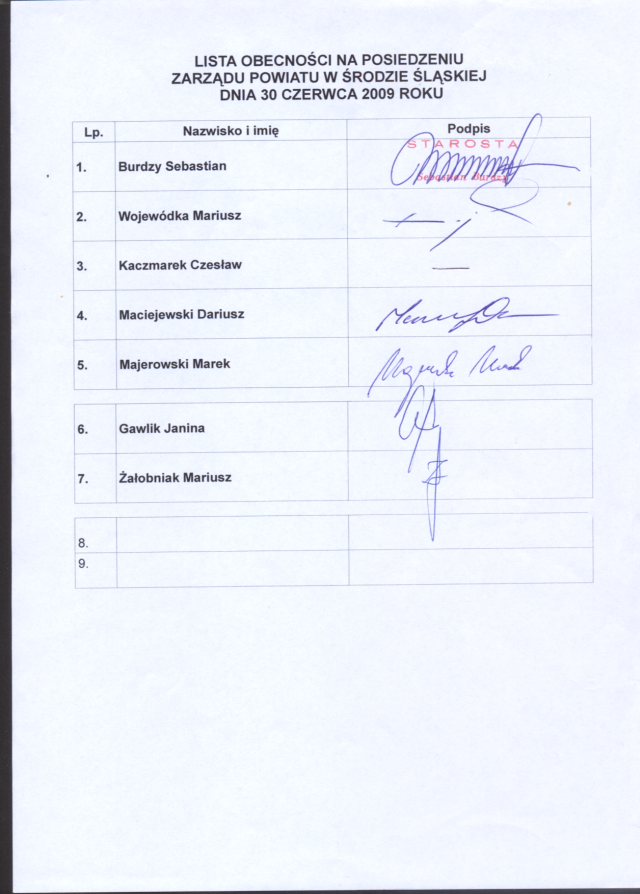 LISTA OBECNOŚCI NA POSIEDZENIU
ZARZĄDU POWIATU W ŚRODZIE ŚLĄSKIEJ
DNIA 30 CZERWCA 2009 ROKU
Lp. Nazwisko i imię Podpis
STAROSTA
1. Burdzy Sebastian
Sebastian Burdzy
2. Wojewódka Mariusz
3. Kaczmarek Czesław —
4. Maciejewski Dariusz
5. Majerowski Marek
6. Gawlik Janina
7. Żałobniak Mariusz
8.
9.